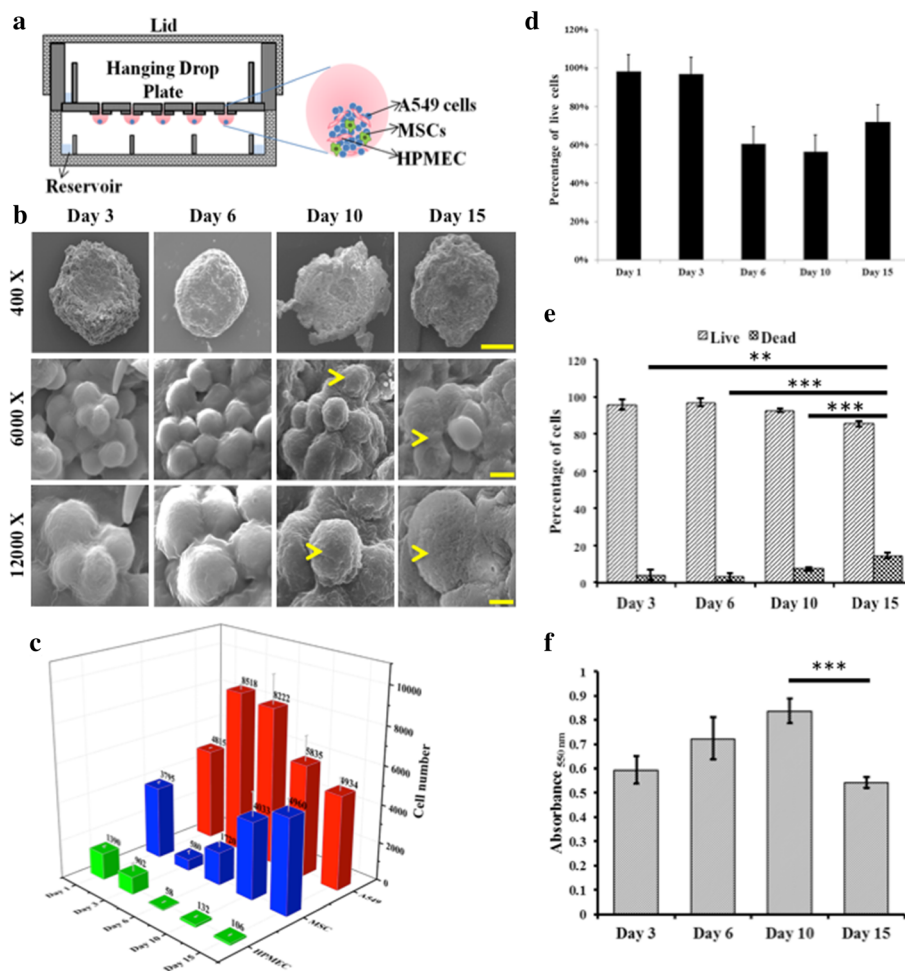 a
Lid
Hanging Drop
Plate
A549 cells
MSCs
HPMEC
Reservoir
b
Day 3 Day 6 Day 10 Day 15
400 X
6000 X
12000 X
c
10000
8000
6000
4000
2000
0
Cell number
4815
8518
8222
5835
4934
3795
580
1720
4033
4960
1390
902
58
132
106
Day 1
Day 3
Day 6
Day 10
Day 15
HPMEC
MSC
A549
d
Percentage of live cells
100%
80%
60%
40%
20%
0%
Day 1 Day 3 Day 6 Day 10 Day 15
e
Live Dead
Percentage of cells
120
100
80
60
40
20
0
**
***
***
Day 3 Day 6 Day 10 Day 15
f
Absorbance 550 nm
1
0.9
0.8
0.7
0.6
0.5
0.4
0.3
0.2
0.1
0
***
Day 3 Day 6 Day 10 Day 15